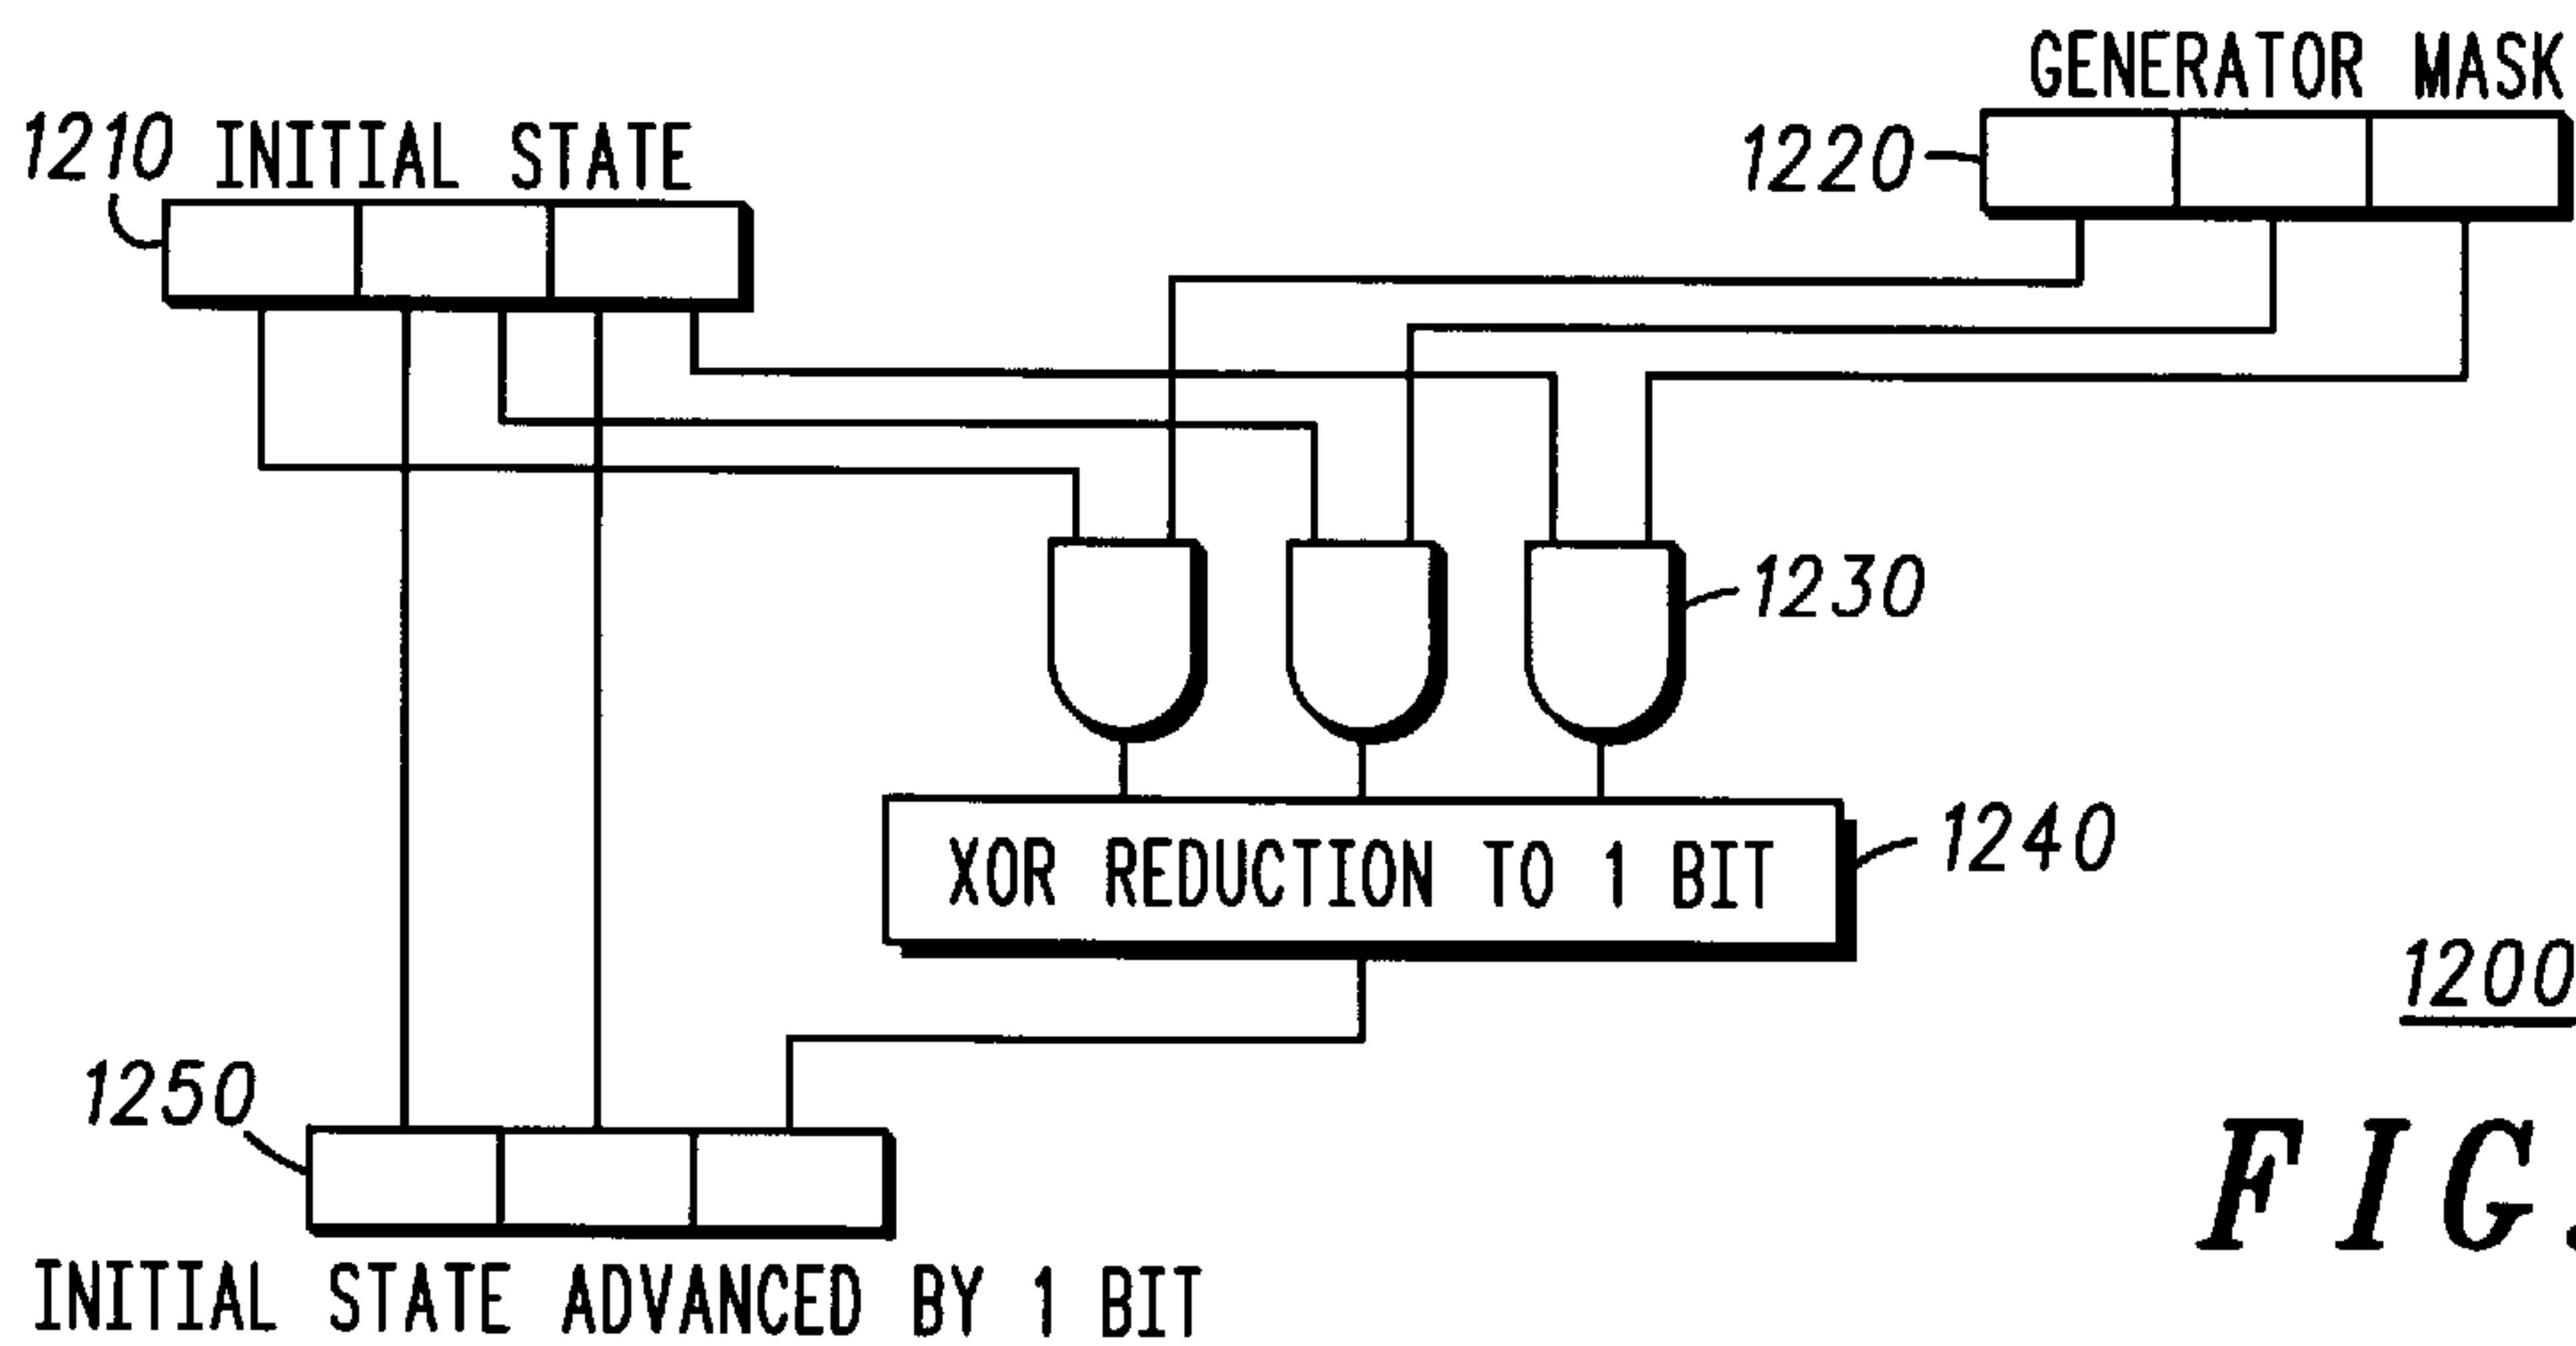 GENERATOR MASK
1210 INITIAL STATE
1220
1230
XOR REDUCTION TO 1 BIT
1240
1200
1250
FIG.
INITIAL STATE ADVANCED BY 1 BIT